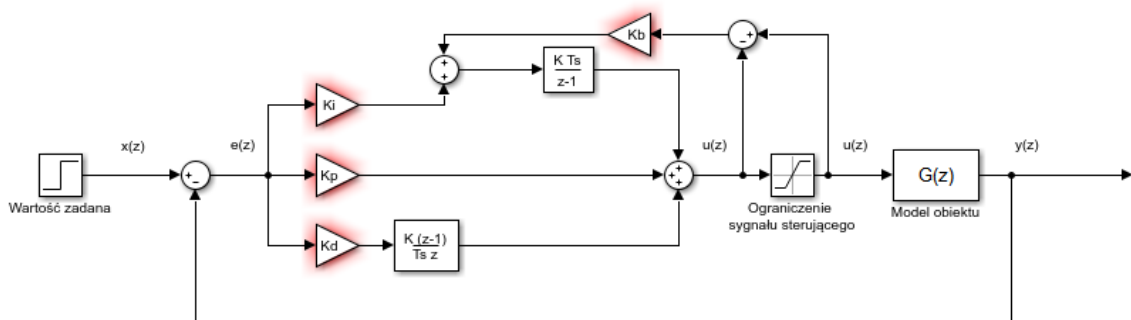 Kb
K Ts
z-1
Ki
x(z)
e(z)
u(z)
u(z)
y(z)
Kp
G(z)
Wartość zadana
Ograniczenie
sygnału sterującego
Model obiektu
Kd
K (z-1)
Ts z